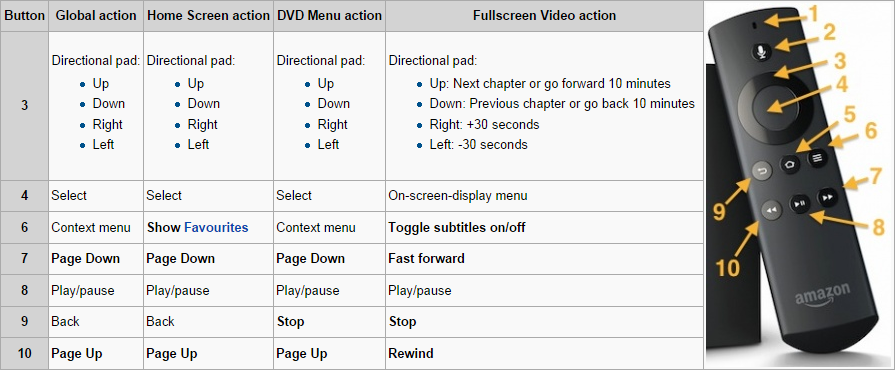 Button Global action Home Screen action DVD Menu action Fullscreen Video action
3
Directional pad: Directional pad: Directional pad: Directional pad:
Up Up Up Up: Next chapter or go forward 10 minutes
Down Down Down Down: Previous chapter or go back 10 minutes
Right Right Right Right: +30 seconds
Left Left Left Left: -30 seconds
4 Select Select Select On-screen-display menu
6 Context menu Show Favourites Context menu Toggle subtitles on/off
7 Page Down Page Down Page Down Fast forward
8 Play/pause Play/pause Play/pause Play/pause
9 Back Back Stop Stop
10 Page Up Page Up Page Up Rewind
1
2
3
4
5
6
7
8
9
10
amazon